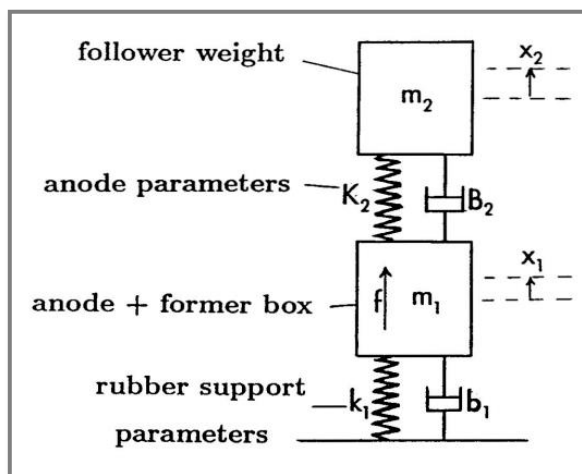 follower weight
m₂
x₂
anode parameters
K₂
B₂
x₁
anode + former box
f
m₁
rubber support
k₁
b₁
parameters